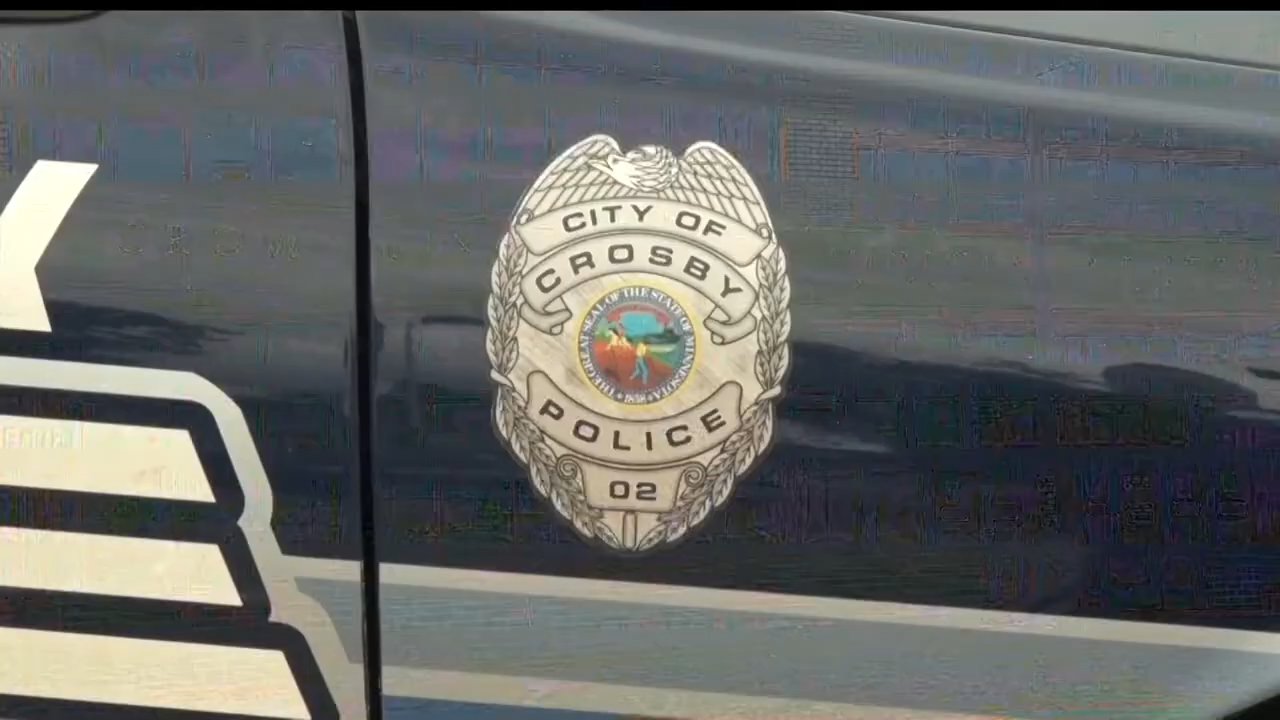 CITY OF
CROSBY
THE GREAT SEAL OF THE STATE OF MINNESOTA
★1858★
POLICE
02